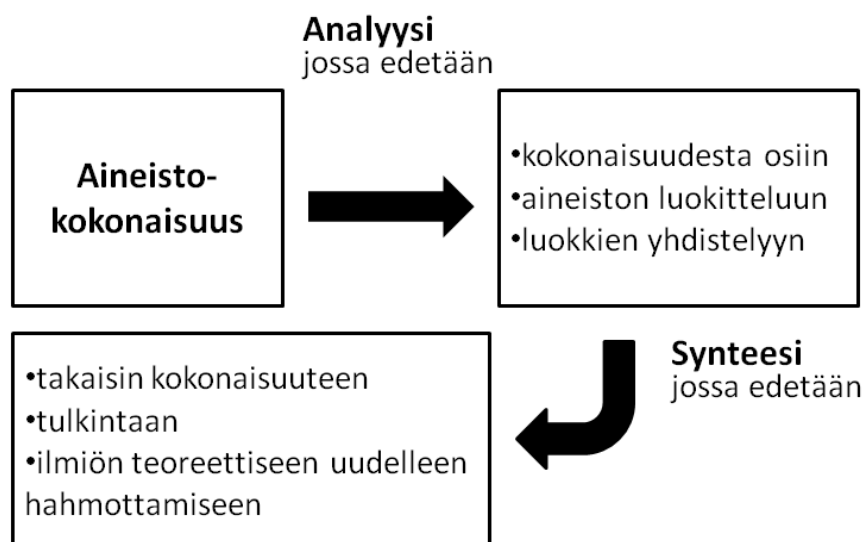 Analyysi
jossa edetään
Aineisto-
kokonaisuus
•kokonaisuudesta osiin
•aineiston luokitteluun
•luokkien yhdistelyyn
Synteesi
jossa edetään
•takaisin kokonaisuuteen
•tulkintaan
•ilmiön teoreettiseen uudelleen
hahmottamiseen